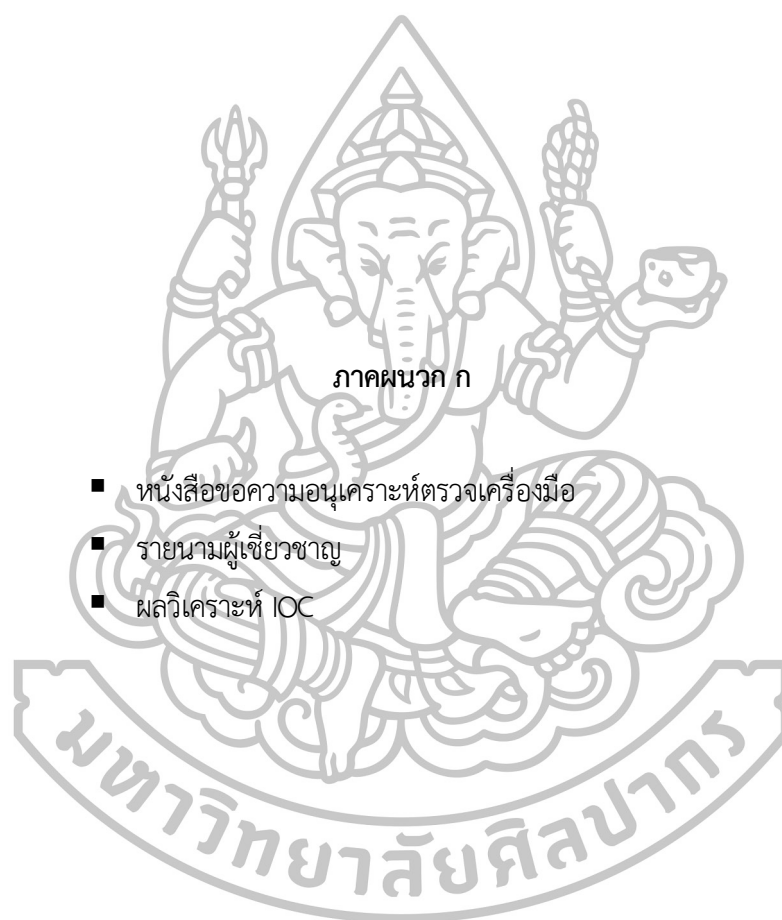 ภาคผนวก ก
▪ หนังสือขอความอนุเคราะห์ตรวจเครื่องมือ
▪ รายนามผู้เชี่ยวชาญ
▪ ผลวิเคราะห์ IOC
มหาวิทยาลัยศิลปากร